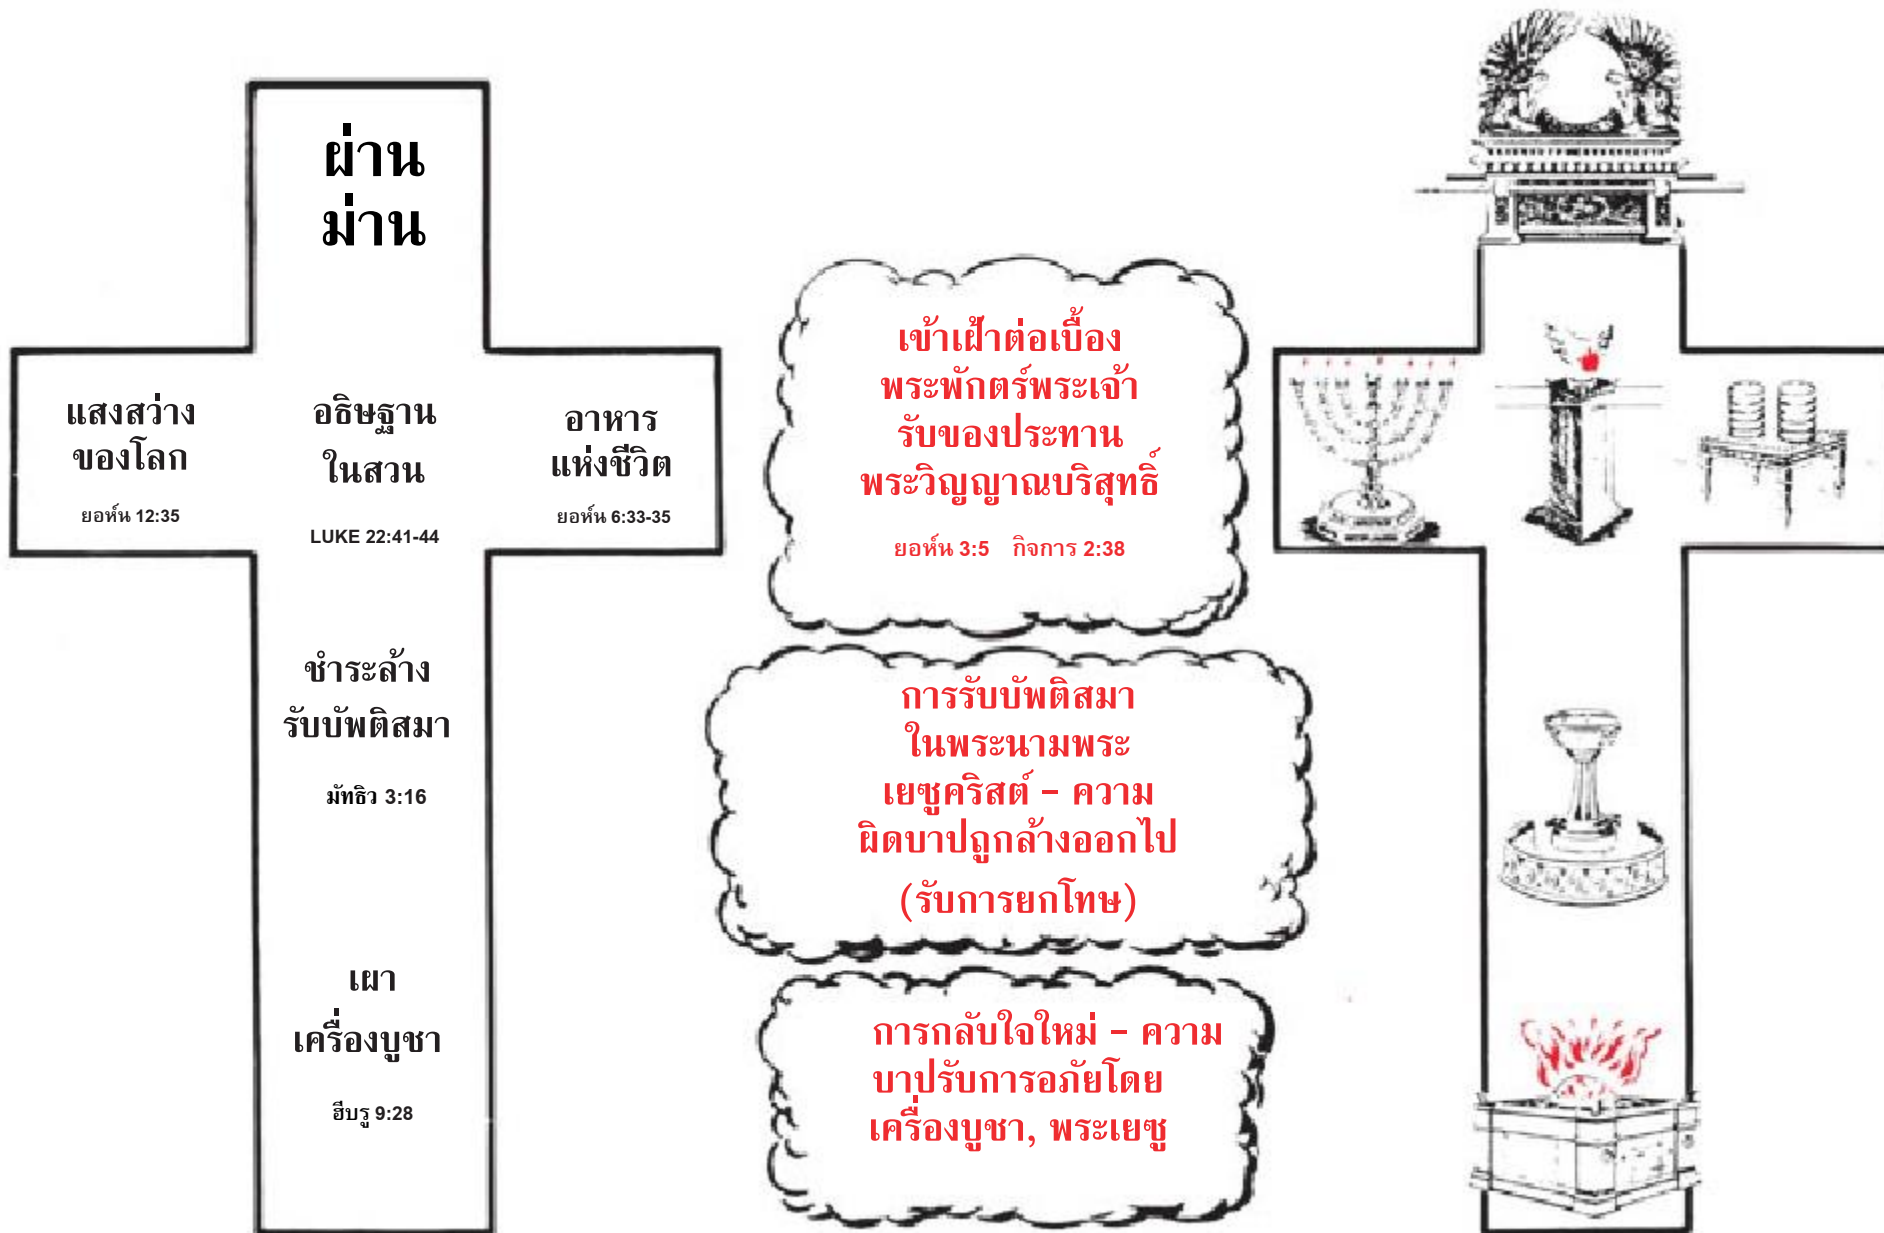 ผ่าน
ม่าน
แสงสว่าง
ของโลก
ยอห์น 12:35
อธิษฐาน
ในสวน
LUKE 22:41-44
อาหาร
แห่งชีวิต
ยอห์น 6:33-35
ชำระล้าง
รับบัพติสมา
มัทธิว 3:16
เผา
เครื่องบูชา
ฮีบรู 9:28
เข้าเฝ้าต่อเบื้อง
พระพักตร์พระเจ้า
รับของประทาน
พระวิญญาณบริสุทธิ์
ยอห์น 3:5 กิจการ 2:38
การรับบัพติสมา
ในพระนามพระ
เยซูคริสต์ – ความ
ผิดบาปถูกล้างออกไป
(รับการยกโทษ)
การกลับใจใหม่ – ความ
บาปรับการอภัยโดย
เครื่องบูชา, พระเยซู